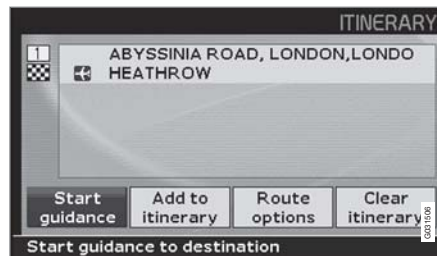 ITINERARY
1 ABYSSINIA ROAD, LONDON,LONDO
HEATHROW
Start guidance
Add to itinerary
Route options
Clear itinerary
Start guidance to destination
G031506